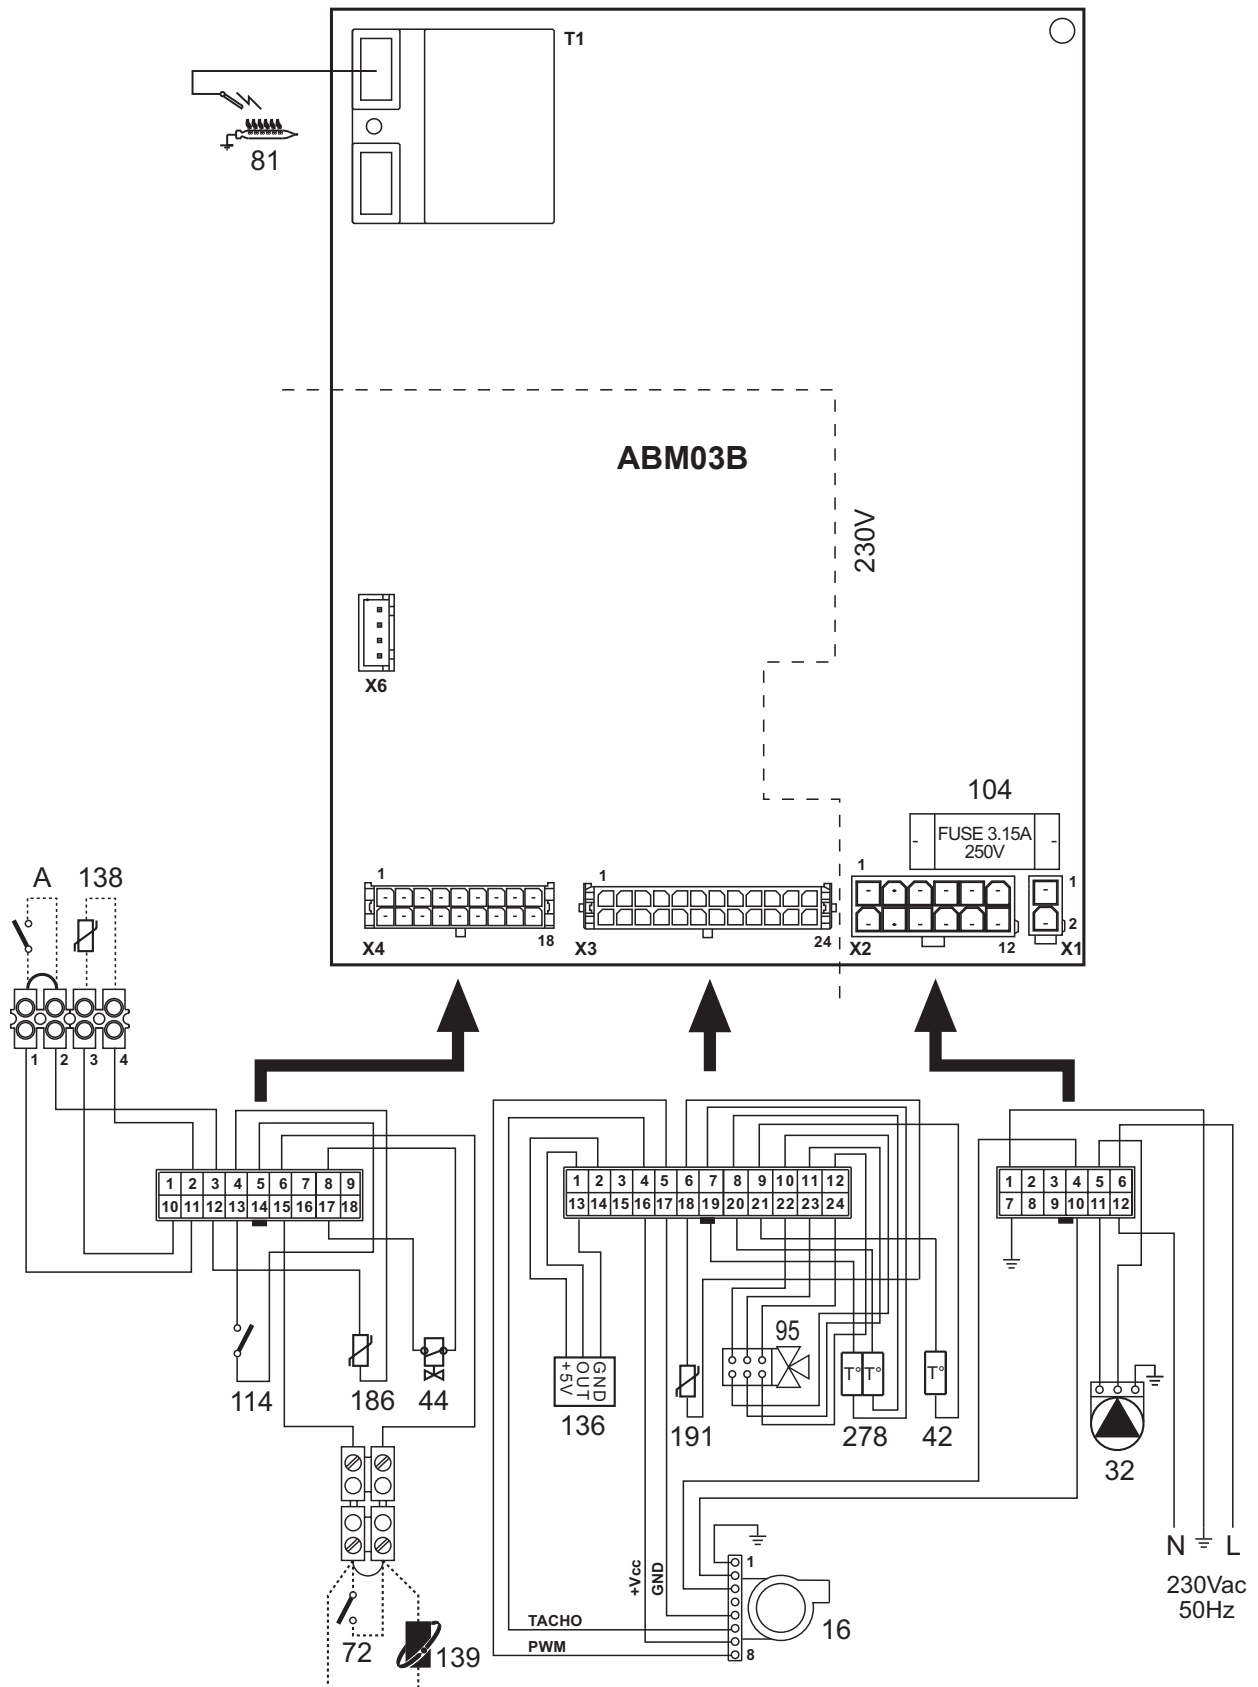 T1
81
ABM03B
230V
X6
104
FUSE 3.15A
250V
A 138
1
18
X4
1
24
X3
1
12
X2
1
2
X1
1 2 3 4
1 2 3 4 5 6 7 8 9
10 11 12 13 14 15 16 17 18
1 2 3 4 5 6 7 8 9 10 11 12
13 14 15 16 17 18 19 20 21 22 23 24
1 2 3 4 5 6
7 8 9 10 11 12
114
186
44
+5V
OUT
GND
136
191
95
T° T°
278
T°
42
32
N L
230Vac
50Hz
+Vcc
GND
TACHO
PWM
1
8
16
72
139